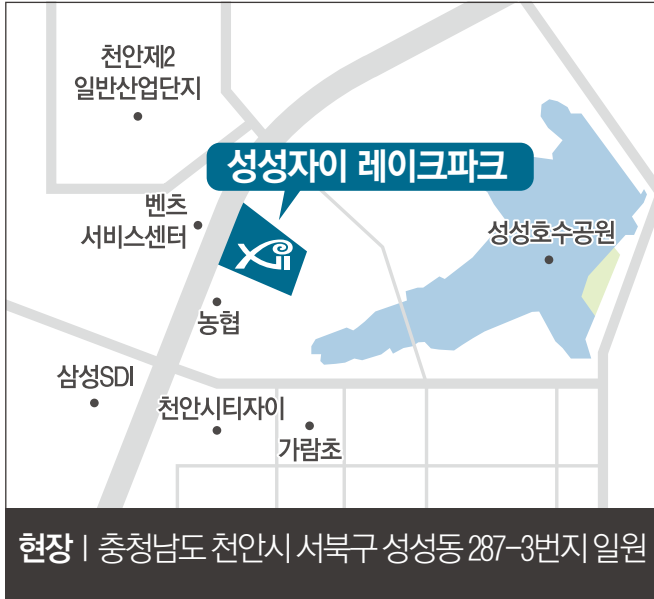 천안제2
일반산업단지
성성자이 레이크파크
벤츠
서비스센터
성성호수공원
Xi
농협
삼성SDI
천안시티자이
가람초
현장 | 충청남도 천안시 서북구 성성동 287-3번지 일원